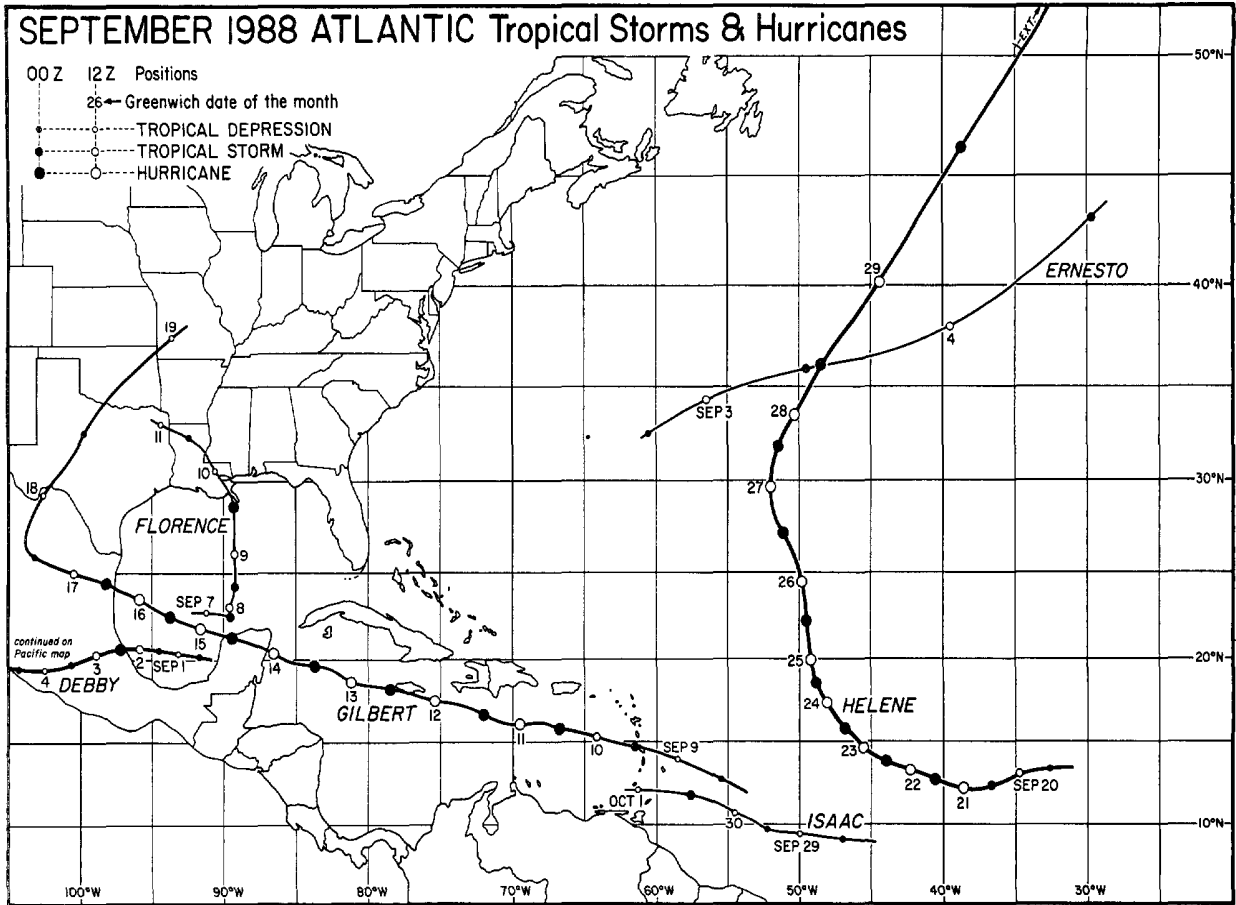 SEPTEMBER 1988 ATLANTIC Tropical Storms & Hurricanes
00 Z 12 Z Positions
26 ← Greenwich date of the month
TROPICAL DEPRESSION
TROPICAL STORM
HURRICANE
EXT.
50°N
29
ERNESTO
40°N
4
19
SEP 3
28
11
10
18
27
30°N
FLORENCE
9
17
26
SEP 7
8
16
15
continued on
Pacific map
3
2
SEP 1
14
25
20°N
4
DEBBY
13
GILBERT
12
24
HELENE
11
10
SEP 9
23
22
21
SEP 20
OCT 1
30
ISAAC
10°N
SEP 29
100°W 90°W 80°W 70°W 60°W 50°W 40°W 30°W